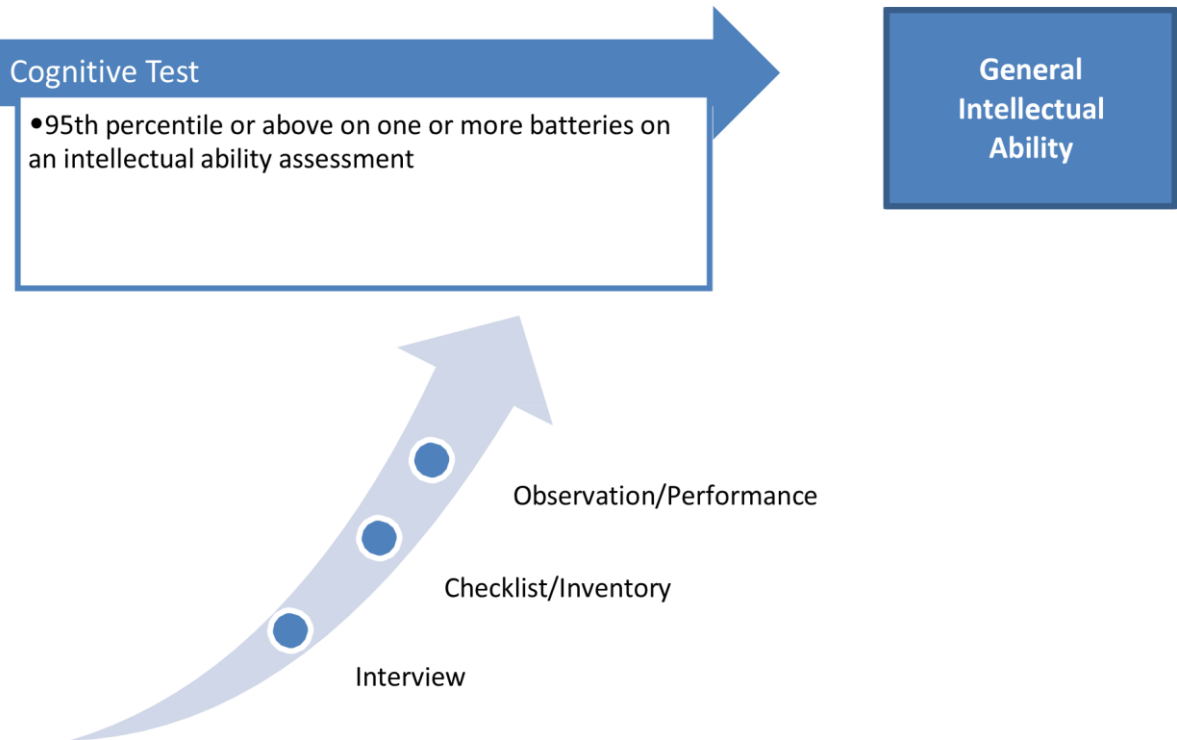 Cognitive Test
•95th percentile or above on one or more batteries on
an intellectual ability assessment
General
Intellectual
Ability
Observation/Performance
Checklist/Inventory
Interview